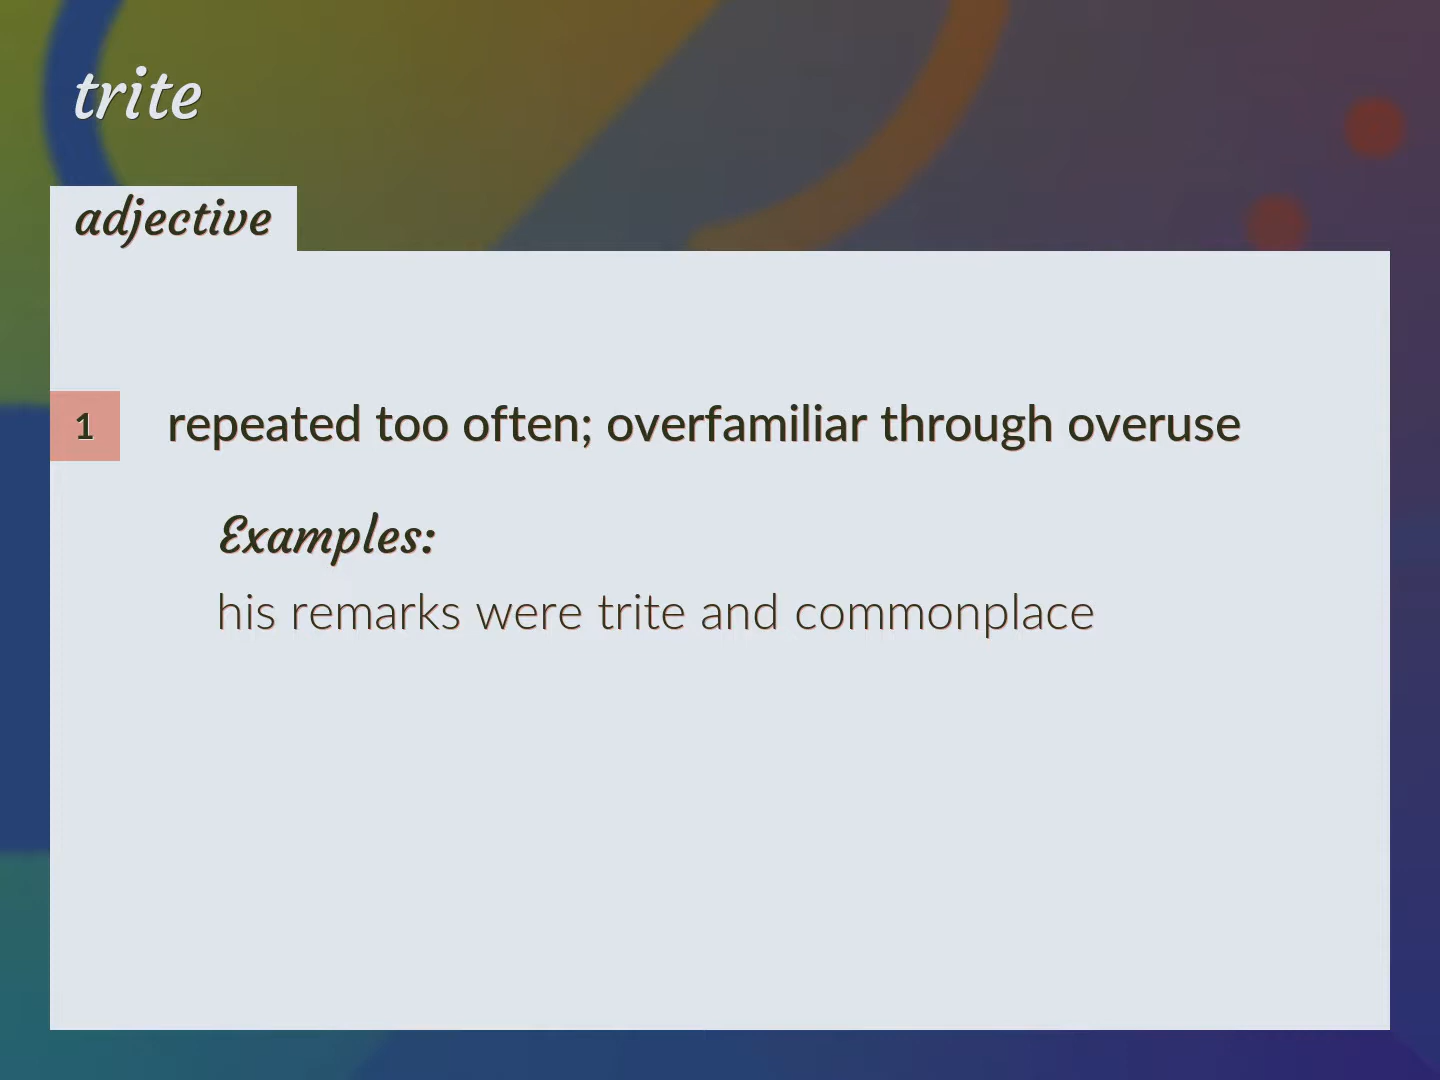 trite
adjective
1 repeated too often; overfamiliar through overuse
Examples:
his remarks were trite and commonplace